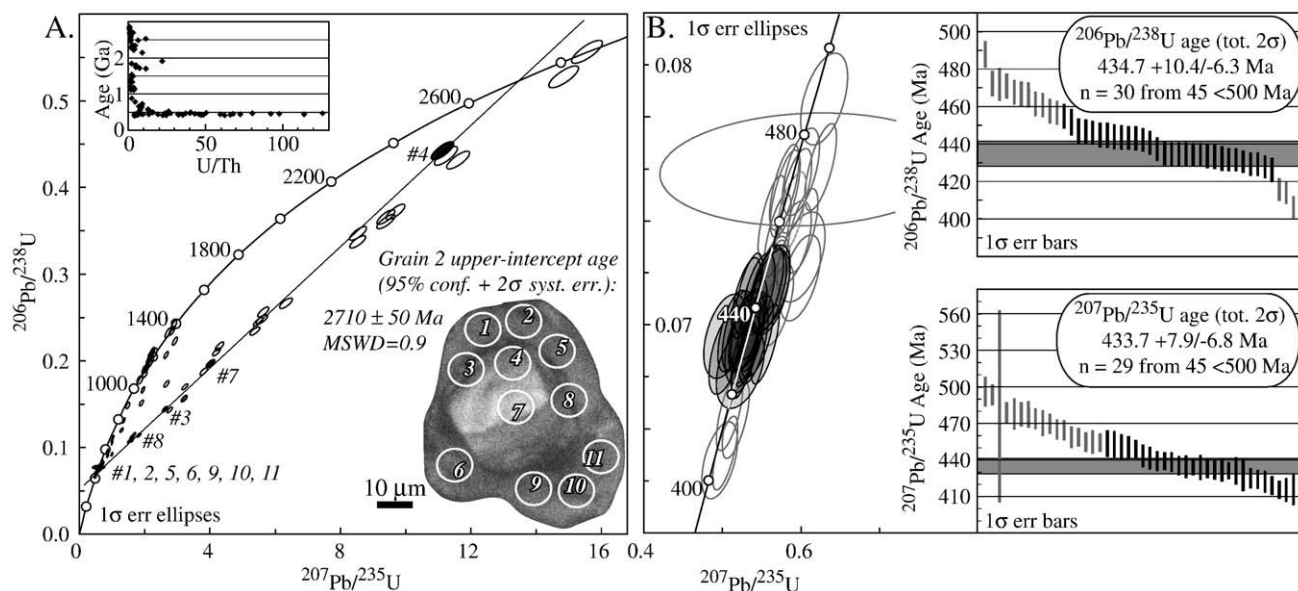 A.
Age (Ga)
2
1
0
0
50
100
U/Th
2600
2200
1800
1400
1000
#4
#7
#3
#8
#1, 2, 5, 6, 9, 10, 11
Grain 2 upper-intercept age
(95% conf. + 2σ syst. err.):
2710 ± 50 Ma
MSWD=0.9
1
2
3
4
5
6
7
8
9
10
11
10 μm
1σ err ellipses
0.5
0.4
0.3
0.2
0.1
0.0
206Pb/238U
0
4
8
12
16
207Pb/235U
B.
1σ err ellipses
0.08
0.07
480
440
400
0.4
0.6
207Pb/235U
206Pb/238U Age (Ma)
500
480
460
440
420
400
206Pb/238U age (tot. 2σ)
434.7 +10.4/-6.3 Ma
n = 30 from 45 <500 Ma
1σ err bars
207Pb/235U Age (Ma)
560
530
500
470
440
410
207Pb/235U age (tot. 2σ)
433.7 +7.9/-6.8 Ma
n = 29 from 45 <500 Ma
1σ err bars